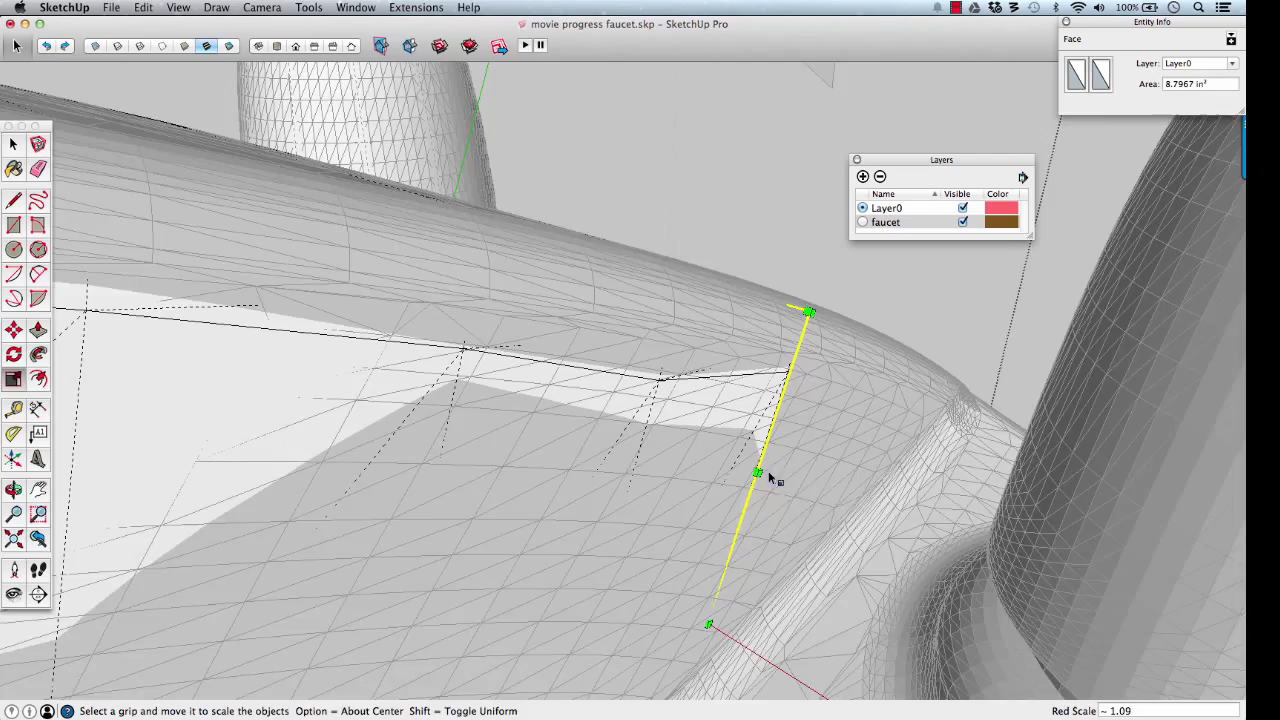 SketchUp File Edit View Camera Draw Tools Window Extensions Help 100%
movie progress faucet.skp - SketchUp Pro
Entity Info
Face
Layer: Layer0
Area: 8.7967 in²
Layers
Name Visible Color
Layer0
faucet
A1
Select a grip and move it to scale the objects Option = About Center Shift = Toggle Uniform Red Scale ~ 1.09